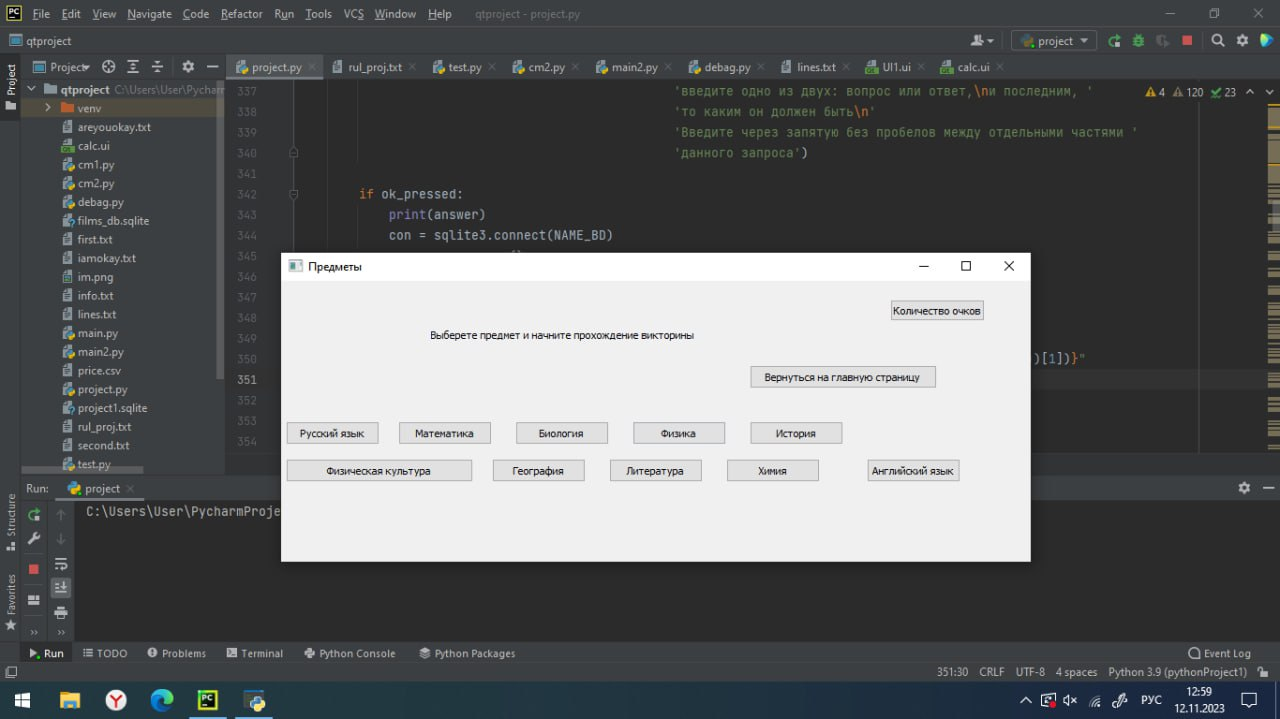 PC File Edit View Navigate Code Refactor Run Tools VCS Window Help qtproject - project.py
qtproject project
Project project.py rul_proj.txt test.py cm2.py main2.py debag.py lines.txt UI1.ui calc.ui
Project
qtproject C:\Users\User\Pycharm
venv
areyouokay.txt
calc.ui
cm1.py
cm2.py
debag.py
films_db.sqlite
first.txt
iamokay.txt
im.png
info.txt
lines.txt
main.py
main2.py
price.csv
project.py
project1.sqlite
rul_proj.txt
second.txt
test.py
337 'введите одно из двух: вопрос или ответ,\nи последним, '
4 120 23
338 'то каким он должен быть\n'
339 'Введите через запятую без пробелов между отдельными частями '
340 'данного запроса')
341
342 if ok_pressed:
343 print(answer)
344 con = sqlite3.connect(NAME_BD)
345
346
347
348
349
350 )[1])}"
351
352
353
354
Предметы
Количество очков
Выберете предмет и начните прохождение викторины
Вернуться на главную страницу
Русский язык Математика Биология Физика История
Физическая культура География Литература Химия Английский язык
Run: project
C:\Users\User\PycharmProje
Structure
Favorites
Run TODO Problems Terminal Python Console Python Packages Event Log
351:30 CRLF UTF-8 4 spaces Python 3.9 (pythonProject1)
РУС 12:59
12.11.2023